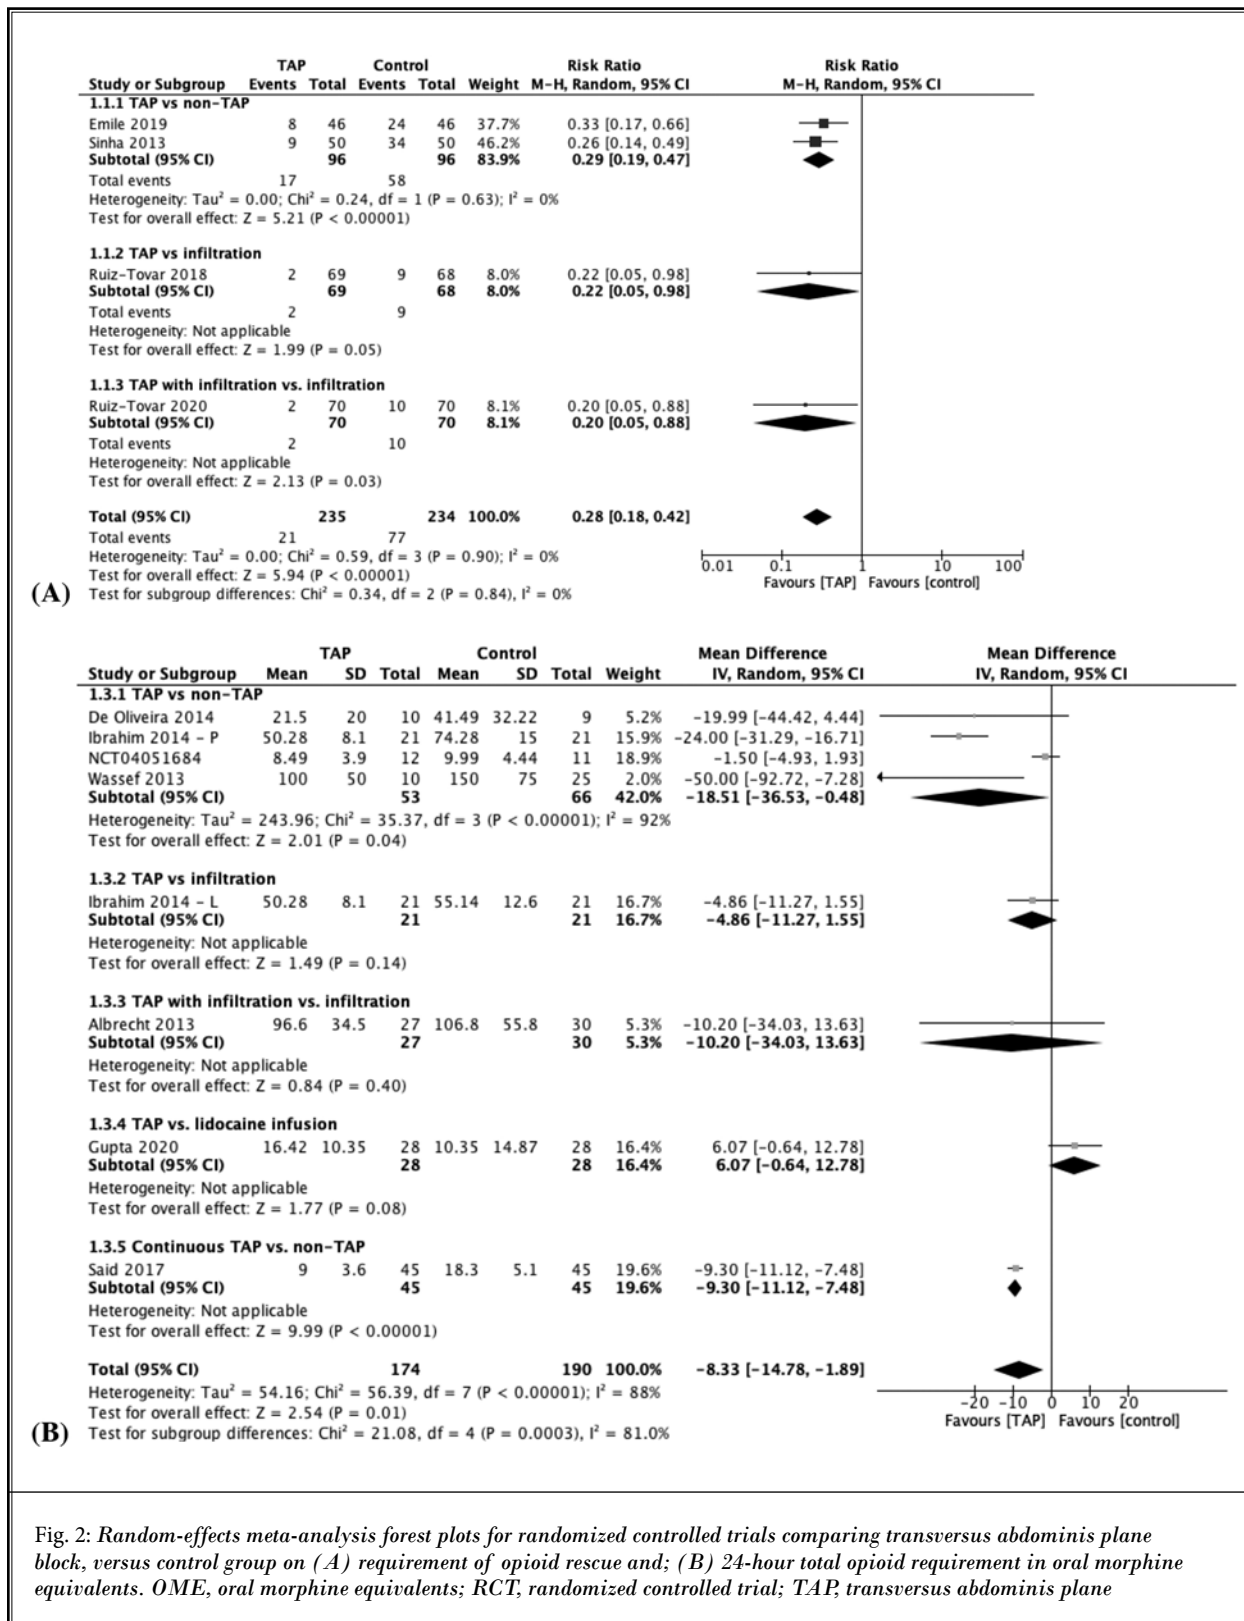 TAP Control Risk Ratio Risk Ratio
Study or Subgroup Events Total Events Total Weight M-H, Random, 95% CI M-H, Random, 95% CI
1.1.1 TAP vs non-TAP
Emile 2019 8 46 24 46 37.7% 0.33 [0.17, 0.66]
Sinha 2013 9 50 34 50 46.2% 0.26 [0.14, 0.49]
Subtotal (95% CI) 96 96 83.9% 0.29 [0.19, 0.47]
Total events 17 58
Heterogeneity: Tau² = 0.00; Chi² = 0.24, df = 1 (P = 0.63); I² = 0%
Test for overall effect: Z = 5.21 (P < 0.00001)
1.1.2 TAP vs infiltration
Ruiz-Tovar 2018 2 69 9 68 8.0% 0.22 [0.05, 0.98]
Subtotal (95% CI) 69 68 8.0% 0.22 [0.05, 0.98]
Total events 2 9
Heterogeneity: Not applicable
Test for overall effect: Z = 1.99 (P = 0.05)
1.1.3 TAP with infiltration vs. infiltration
Ruiz-Tovar 2020 2 70 10 70 8.1% 0.20 [0.05, 0.88]
Subtotal (95% CI) 70 70 8.1% 0.20 [0.05, 0.88]
Total events 2 10
Heterogeneity: Not applicable
Test for overall effect: Z = 2.13 (P = 0.03)
Total (95% CI) 235 234 100.0% 0.28 [0.18, 0.42]
Total events 21 77
Heterogeneity: Tau² = 0.00; Chi² = 0.59, df = 3 (P = 0.90); I² = 0%
0.01 0.1 1 10 100
Test for overall effect: Z = 5.94 (P < 0.00001)
Favours [TAP] Favours [control]
(A) Test for subgroup differences: Chi² = 0.34, df = 2 (P = 0.84), I² = 0%
TAP Control Mean Difference Mean Difference
Study or Subgroup Mean SD Total Mean SD Total Weight IV, Random, 95% CI IV, Random, 95% CI
1.3.1 TAP vs non-TAP
De Oliveira 2014 21.5 20 10 41.49 32.22 9 5.2% -19.99 [-44.42, 4.44]
Ibrahim 2014 - P 50.28 8.1 21 74.28 15 21 15.9% -24.00 [-31.29, -16.71]
NCT04051684 8.49 3.9 12 9.99 4.44 11 18.9% -1.50 [-4.93, 1.93]
Wassef 2013 100 50 10 150 75 25 2.0% -50.00 [-92.72, -7.28]
Subtotal (95% CI) 53 66 42.0% -18.51 [-36.53, -0.48]
Heterogeneity: Tau² = 243.96; Chi² = 35.37, df = 3 (P < 0.00001); I² = 92%
Test for overall effect: Z = 2.01 (P = 0.04)
1.3.2 TAP vs infiltration
Ibrahim 2014 - L 50.28 8.1 21 55.14 12.6 21 16.7% -4.86 [-11.27, 1.55]
Subtotal (95% CI) 21 21 16.7% -4.86 [-11.27, 1.55]
Heterogeneity: Not applicable
Test for overall effect: Z = 1.49 (P = 0.14)
1.3.3 TAP with infiltration vs. infiltration
Albrecht 2013 96.6 34.5 27 106.8 55.8 30 5.3% -10.20 [-34.03, 13.63]
Subtotal (95% CI) 27 30 5.3% -10.20 [-34.03, 13.63]
Heterogeneity: Not applicable
Test for overall effect: Z = 0.84 (P = 0.40)
1.3.4 TAP vs. lidocaine infusion
Gupta 2020 16.42 10.35 28 10.35 14.87 28 16.4% 6.07 [-0.64, 12.78]
Subtotal (95% CI) 28 28 16.4% 6.07 [-0.64, 12.78]
Heterogeneity: Not applicable
Test for overall effect: Z = 1.77 (P = 0.08)
1.3.5 Continuous TAP vs. non-TAP
Said 2017 9 3.6 45 18.3 5.1 45 19.6% -9.30 [-11.12, -7.48]
Subtotal (95% CI) 45 45 19.6% -9.30 [-11.12, -7.48]
Heterogeneity: Not applicable
Test for overall effect: Z = 9.99 (P < 0.00001)
Total (95% CI) 174 190 100.0% -8.33 [-14.78, -1.89]
Heterogeneity: Tau² = 54.16; Chi² = 56.39, df = 7 (P < 0.00001); I² = 88%
-20 -10 0 10 20
Test for overall effect: Z = 2.54 (P = 0.01)
Favours [TAP] Favours [control]
(B) Test for subgroup differences: Chi² = 21.08, df = 4 (P = 0.0003), I² = 81.0%
Fig. 2: Random-effects meta-analysis forest plots for randomized controlled trials comparing transversus abdominis plane
block, versus control group on (A) requirement of opioid rescue and; (B) 24-hour total opioid requirement in oral morphine
equivalents. OME, oral morphine equivalents; RCT, randomized controlled trial; TAP, transversus abdominis plane